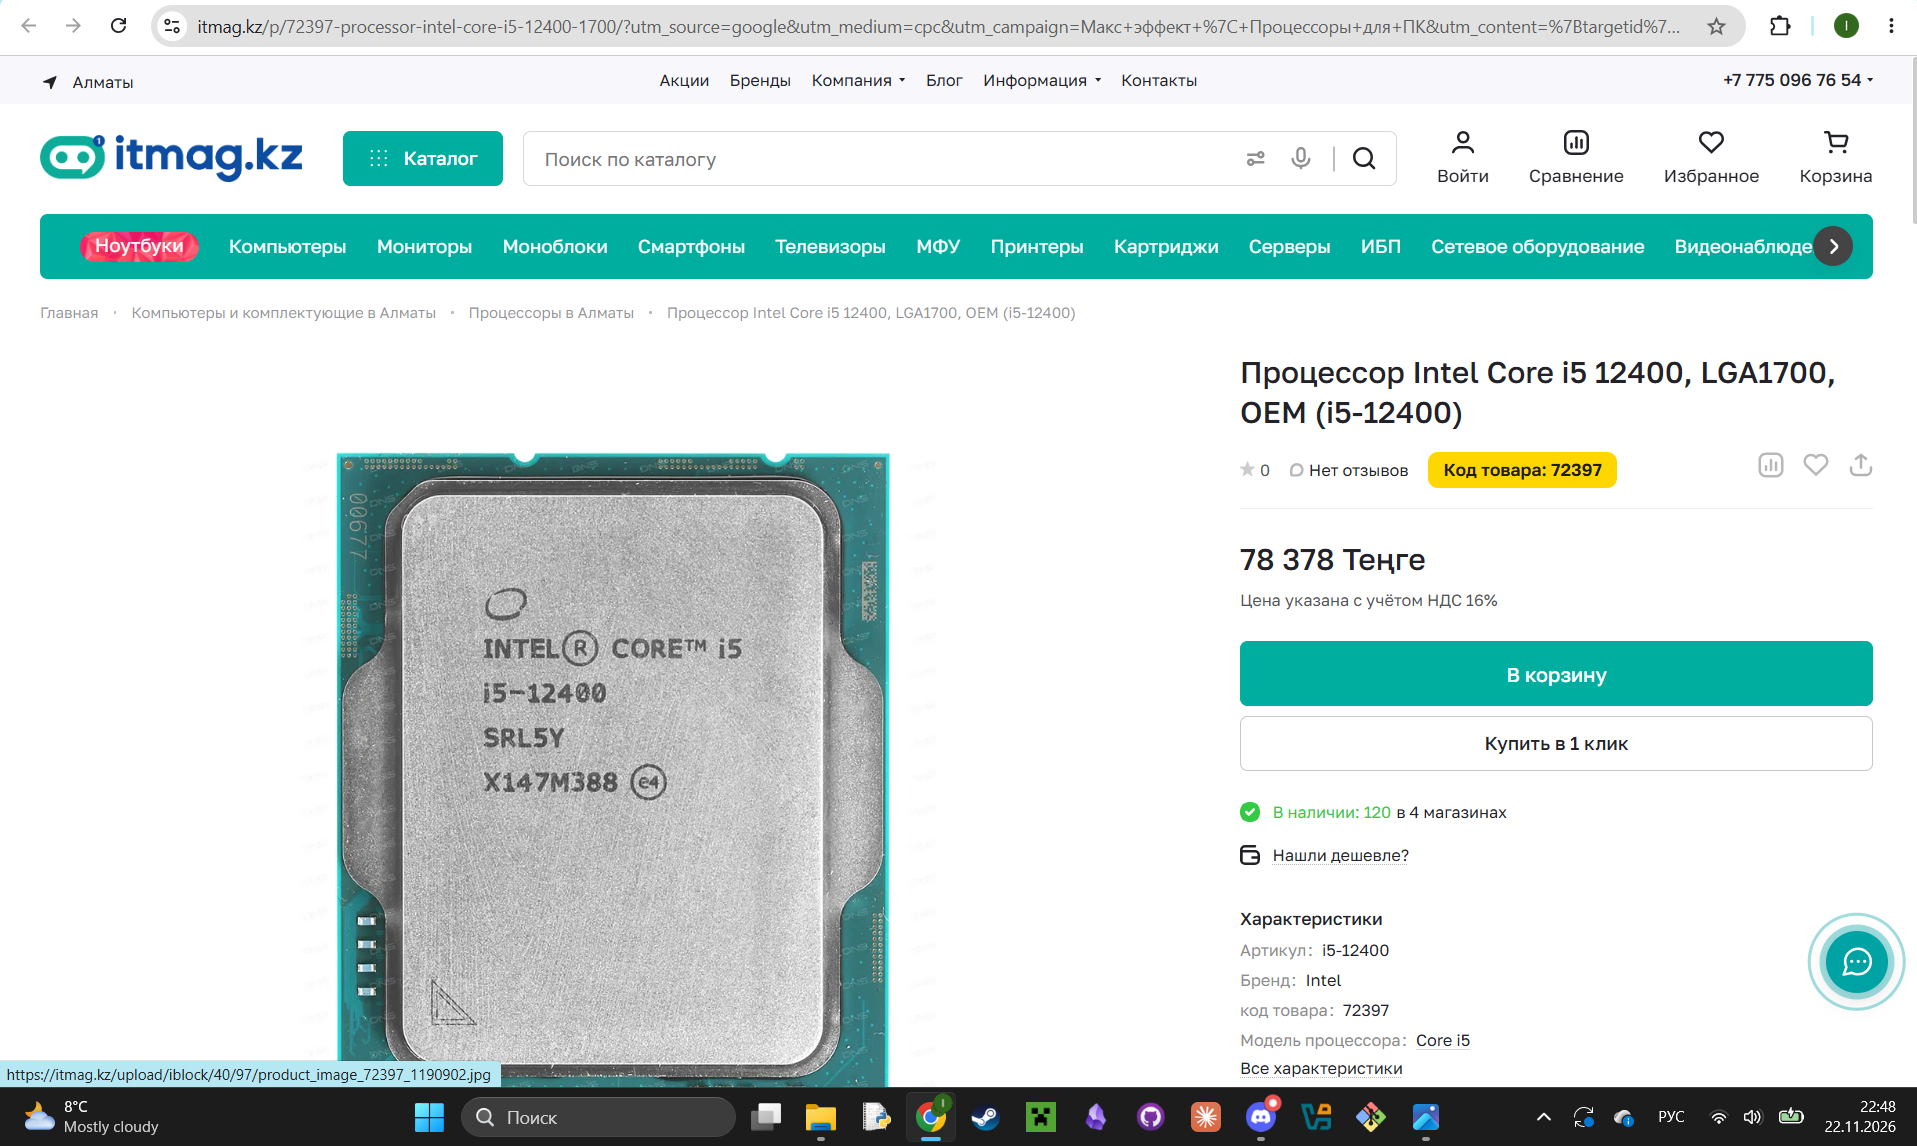 itmag.kz/p/72397-processor-intel-core-i5-12400-1700/?utm_source=google&utm_medium=cpc&utm_campaign=Макс+эффект+%7C+Процессоры+для+ПК&utm_content=%7Btargetid%7...
I
Алматы
Акции Бренды Компания Блог Информация Контакты
+7 775 096 76 54
itmag.kz
1
Каталог
Поиск по каталогу
Войти
Сравнение
Избранное
Корзина
Ноутбуки Компьютеры Мониторы Моноблоки Смартфоны Телевизоры МФУ Принтеры Картриджи Серверы ИБП Сетевое оборудование Видеонаблюде
Главная · Компьютеры и комплектующие в Алматы · Процессоры в Алматы · Процессор Intel Core i5 12400, LGA1700, OEM (i5-12400)
Процессор Intel Core i5 12400, LGA1700,
OEM (i5-12400)
0 Нет отзывов Код товара: 72397
78 378 Теңге
Цена указана с учётом НДС 16%
В корзину
Купить в 1 клик
В наличии: 120 в 4 магазинах
Нашли дешевле?
Характеристики
Артикул: i5-12400
Бренд: Intel
код товара: 72397
Модель процессора: Core i5
Все характеристики
INTEL® CORE™ i5
i5-12400
SRL5Y
X147M388 e4
https://itmag.kz/upload/iblock/40/97/product_image_72397_1190902.jpg
8°C
Mostly cloudy
Поиск
РУС
22:48
22.11.2026